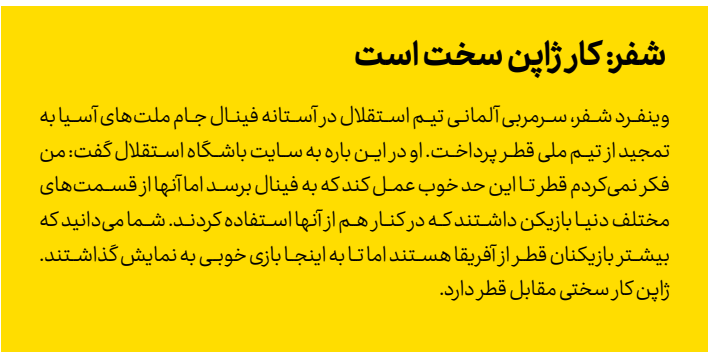 شفر: کار ژاپن سخت است
وینفرد شفر، سرمربی آلمانی تیم استقلال در آستانه فینال جام ملت‌های آسیا به
تمجید از تیم ملی قطر پرداخت. او در این باره به سایت باشگاه استقلال گفت: من
فکر نمی‌کردم قطر تا این حد خوب عمل کند که به فینال برسد اما آنها از قسمت‌های
مختلف دنیا بازیکن داشتند که در کنار هم از آنها استفاده کردند. شما می‌دانید که
بیشتر بازیکنان قطر از آفریقا هستند اما تا به اینجا بازی خوبی به نمایش گذاشتند.
ژاپن کار سختی مقابل قطر دارد.